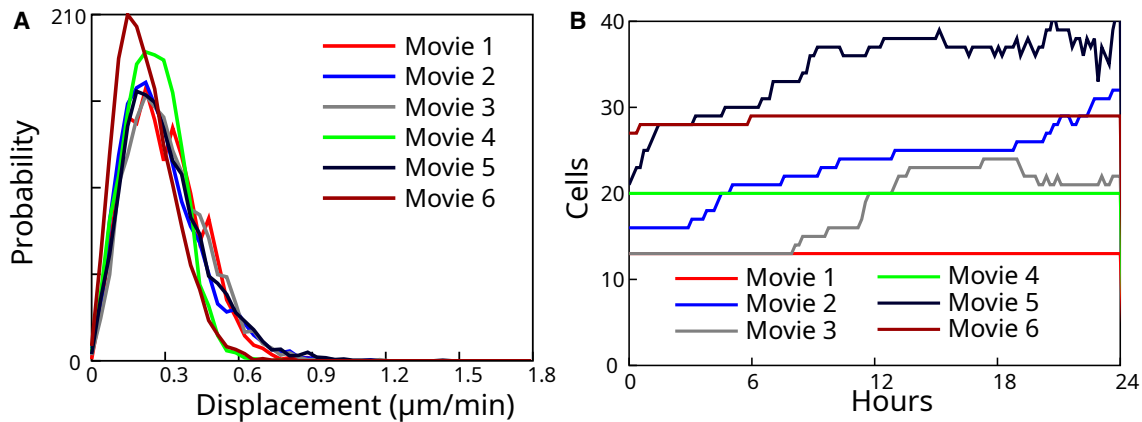 A
210
Probability
0
0
0.3
0.6
0.9
1.2
1.5
1.8
Displacement (µm/min)
Movie 1
Movie 2
Movie 3
Movie 4
Movie 5
Movie 6
B
40
30
20
10
0
Cells
0
6
12
18
24
Hours
Movie 1
Movie 2
Movie 3
Movie 4
Movie 5
Movie 6